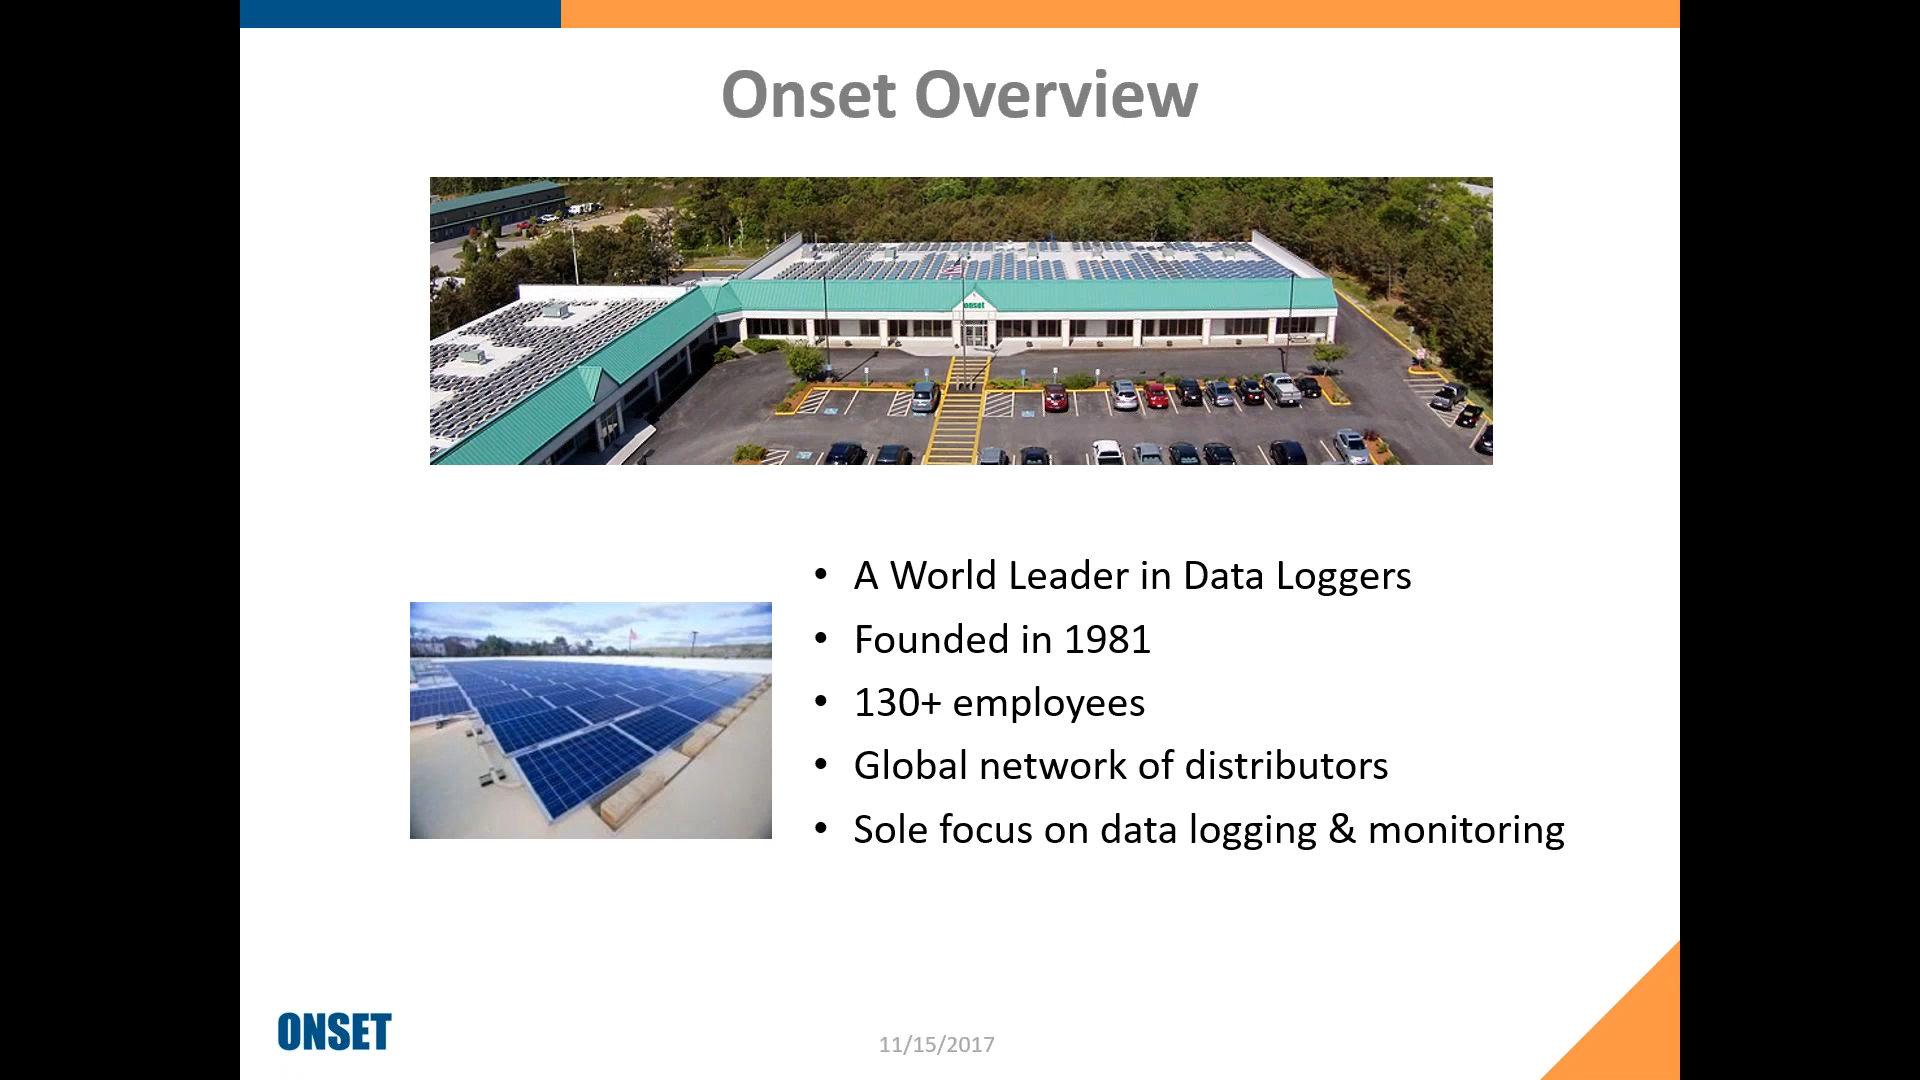 Onset Overview
onset
• A World Leader in Data Loggers
• Founded in 1981
• 130+ employees
• Global network of distributors
• Sole focus on data logging & monitoring
ONSET
11/15/2017